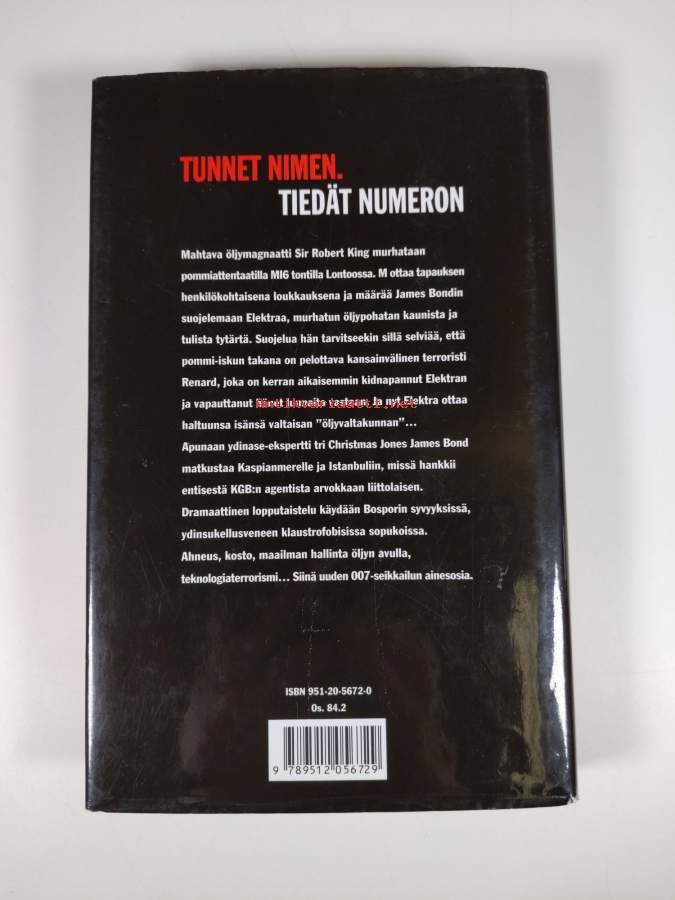 TUNNET NIMEN.
TIEDÄT NUMERON
Mahtava öljymagnaatti Sir Robert King murhataan
pommiattentaatilla MI6 tontilla Lontoossa. M ottaa tapauksen
henkilökohtaisena loukkauksena ja määrää James Bondin
suojelemaan Elektraa, murhatun öljypohatan kaunista ja
tulista tytärtä. Suojelua hän tarvitseekin sillä selviää, että
pommi-iskun takana on pelottava kansainvälinen terroristi
Renard, joka on kerran aikaisemmin kidnapannut Elektran
ja vapauttanut hänet lunnaita vastaan. Ja nyt Elektra ottaa
Antikvariaatti.net
haltuunsa isänsä valtaisan ”öljyvaltakunnan”...
Apunaan ydinase-ekspertti tri Christmas Jones James Bond
matkustaa Kaspianmerelle ja Istanbuliin, missä hankkii
entisestä KGB:n agentista arvokkaan liittolaisen.
Dramaattinen lopputaistelu käydään Bosporin syvyyksissä,
ydinsukellusveneen klaustrofobisissa sopukoissa.
Ahneus, kosto, maailman hallinta öljyn avulla,
teknologiaterrorismi... Siinä uuden 007-seikkailun ainesosia.
ISBN 951-20-5672-0
Os. 84.2
9 789512 056729